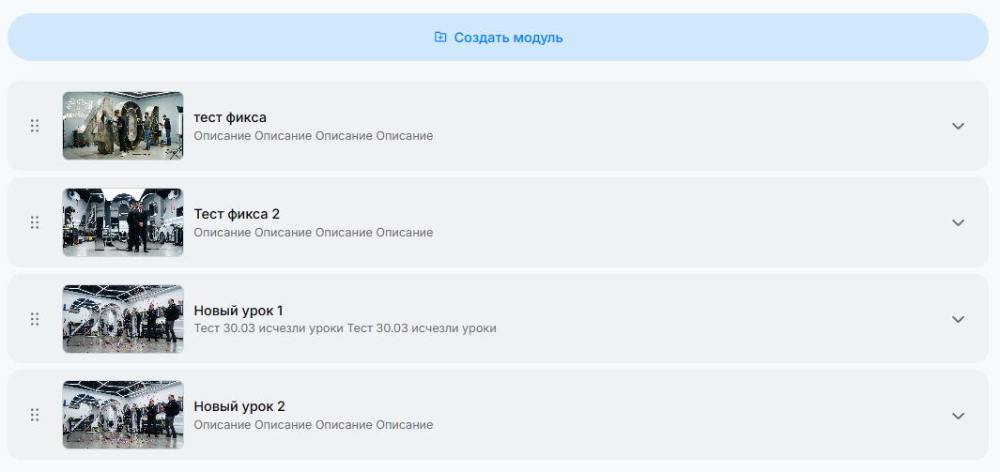 Создать модуль
404
тест фикса
Описание Описание Описание Описание
Тест фикса 2
Описание Описание Описание Описание
Новый урок 1
Тест 30.03 исчезли уроки Тест 30.03 исчезли уроки
Новый урок 2
Описание Описание Описание Описание